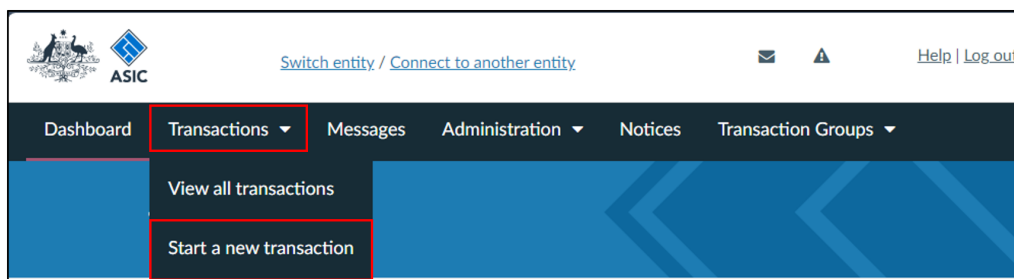 ASIC
Switch entity / Connect to another entity
Help | Log out
Dashboard Transactions Messages Administration Notices Transaction Groups
View all transactions
Start a new transaction